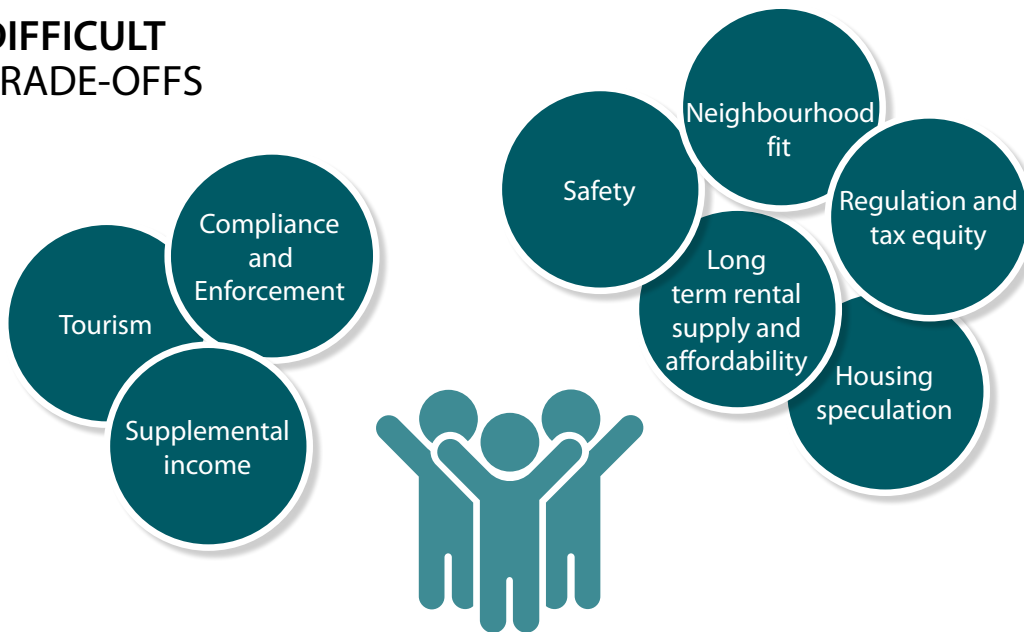 DIFFICULT
RADE-OFFS
Compliance
and
Enforcement
Tourism
Supplemental
income
Neighbourhood
fit
Safety
Regulation and
tax equity
Long
term rental
supply and
affordability
Housing
speculation